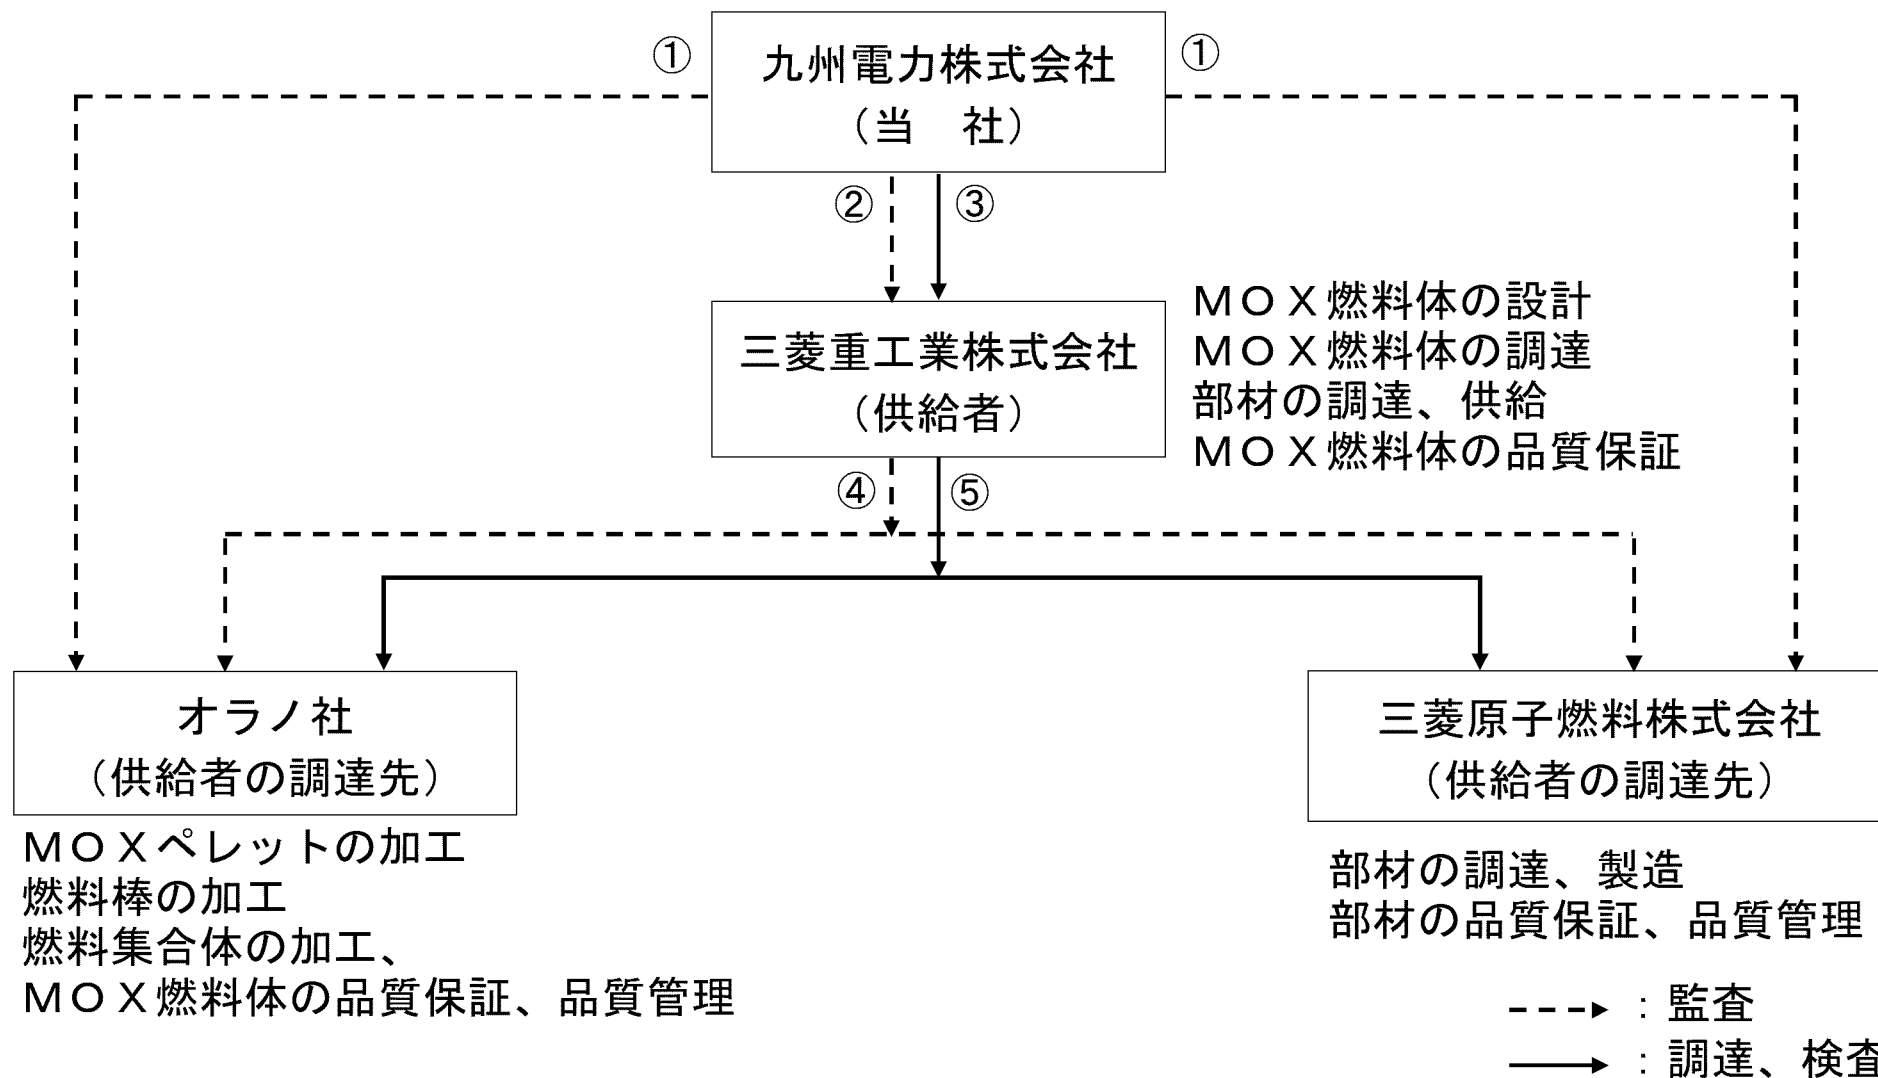 ①
九州電力株式会社
①
（当　社）
②
③
三菱重工業株式会社
（供給者）
ＭＯＸ燃料体の設計
ＭＯＸ燃料体の調達
部材の調達、供給
ＭＯＸ燃料体の品質保証
④
⑤
オラノ社
（供給者の調達先）
ＭＯＸペレットの加工
燃料棒の加工
燃料集合体の加工、
ＭＯＸ燃料体の品質保証、品質管理
三菱原子燃料株式会社
（供給者の調達先）
部材の調達、製造
部材の品質保証、品質管理
：監査
：調達、検査